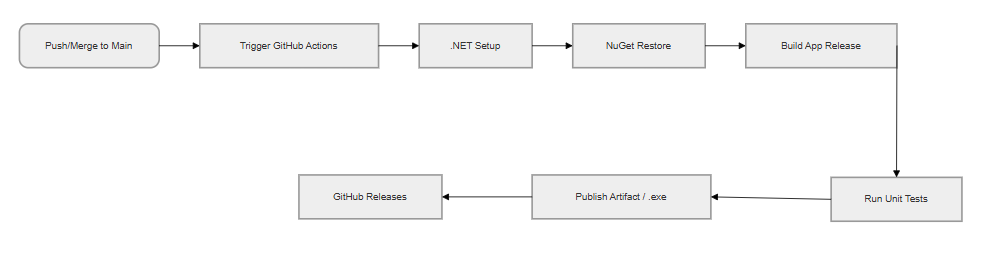 Push/Merge to Main
Trigger GitHub Actions
.NET Setup
NuGet Restore
Build App Release
GitHub Releases
Publish Artifact / .exe
Run Unit Tests